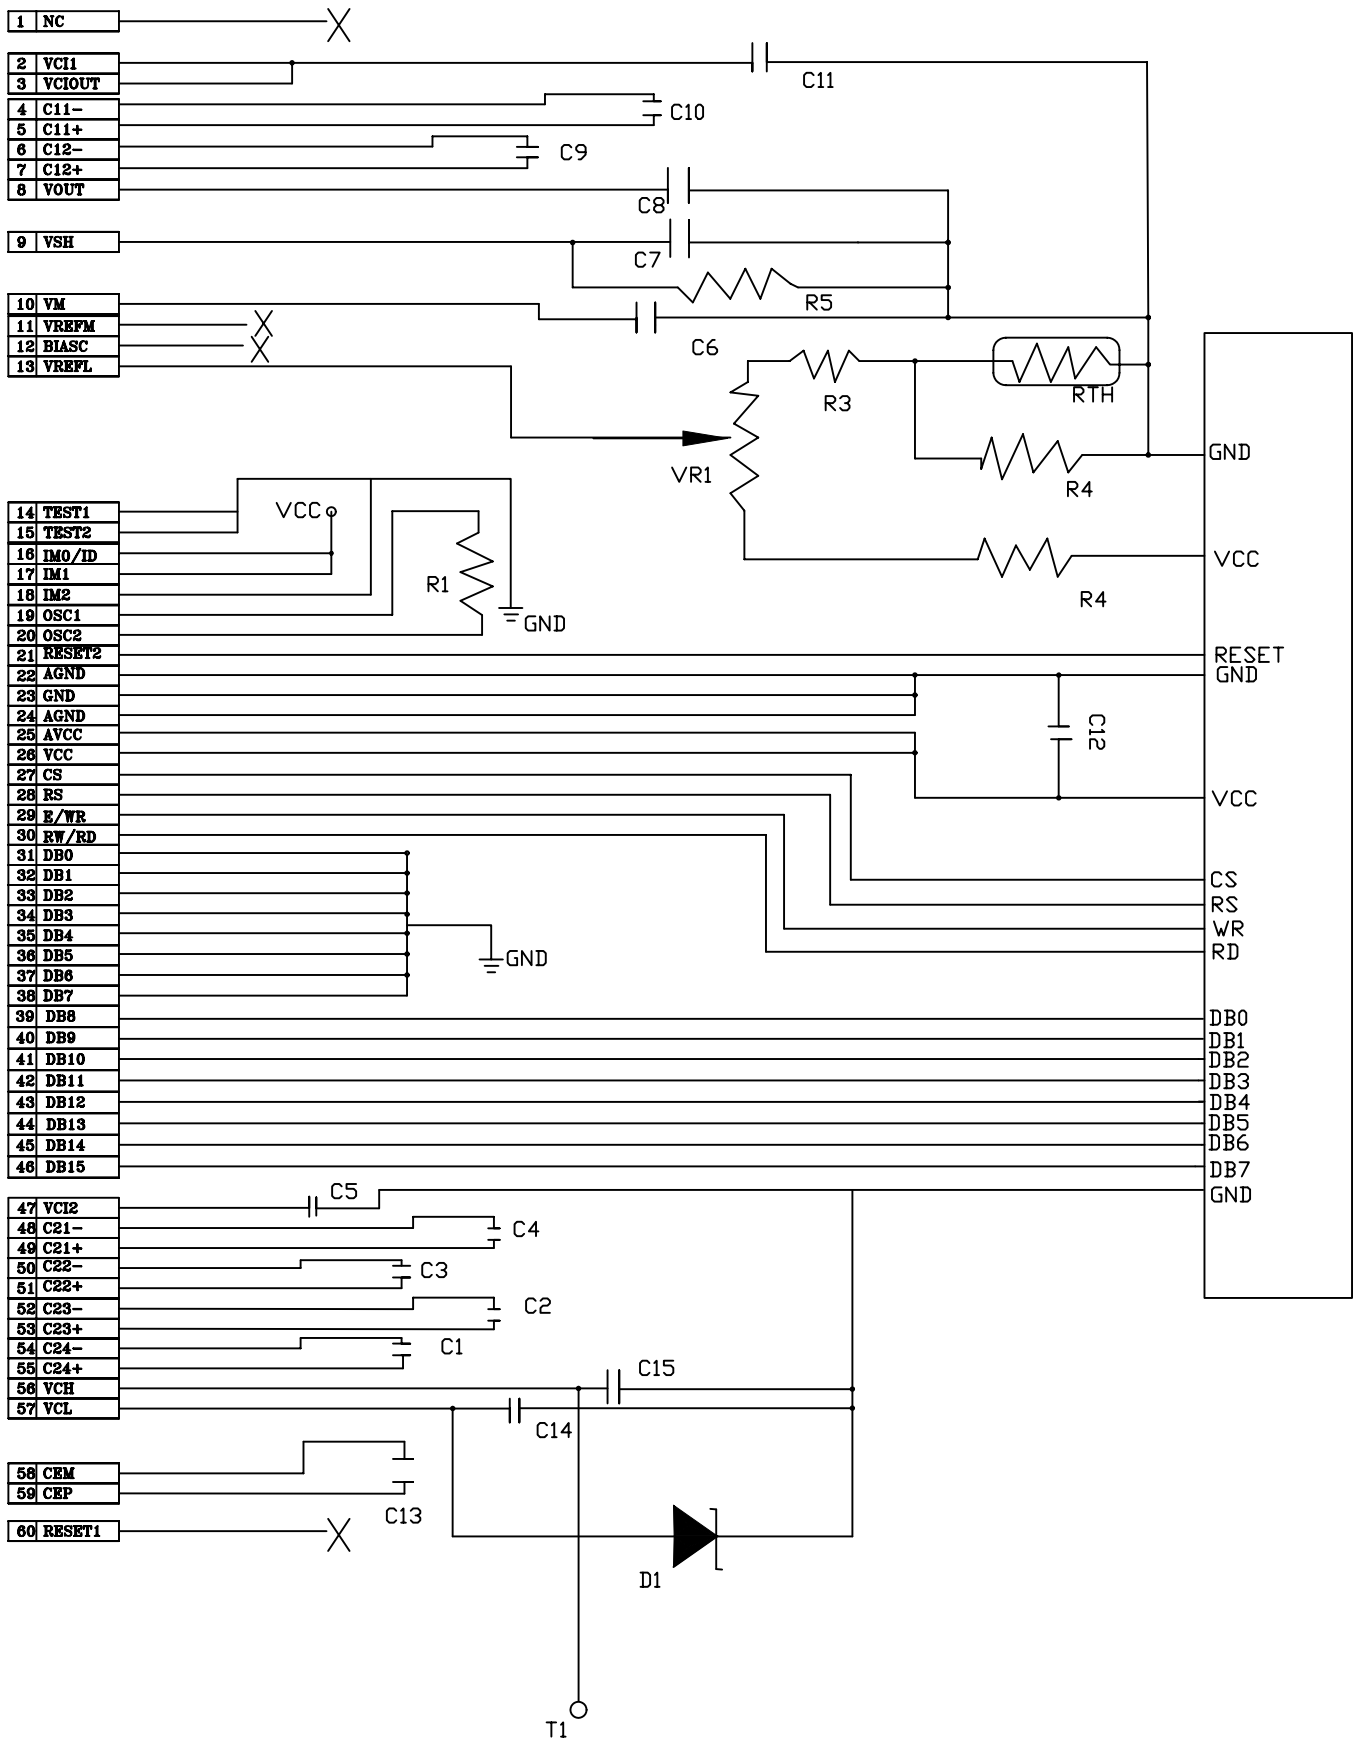 1 NC
2 VCI1
3 VCIOUT
C11
4 C11-
C10
5 C11+
6 C12-
C9
7 C12+
8 VOUT
C8
9 VSH
C7
R5
10 VM
C6
11 VREFM
12 BIASC
13 VREFL
RTH
R3
VR1
GND
R4
14 TEST1
VCC
15 TEST2
16 IM0/ID
17 IM1
R1
18 IM2
VCC
R4
19 OSC1
GND
20 OSC2
21 RESET2
RESET
22 AGND
GND
23 GND
24 AGND
25 AVCC
C12
26 VCC
27 CS
28 RS
VCC
29 E/WR
30 RW/RD
31 DB0
32 DB1
CS
33 DB2
RS
34 DB3
WR
35 DB4
RD
36 DB5
GND
37 DB6
38 DB7
39 DB8
DB0
40 DB9
DB1
41 DB10
DB2
42 DB11
DB3
43 DB12
DB4
44 DB13
DB5
45 DB14
DB6
46 DB15
DB7
GND
C5
47 VCI2
48 C21-
C4
49 C21+
50 C22-
C3
51 C22+
52 C23-
C2
53 C23+
54 C24-
C1
55 C24+
C15
56 VCH
57 VCL
C14
58 CEM
59 CEP
C13
60 RESET1
D1
T1